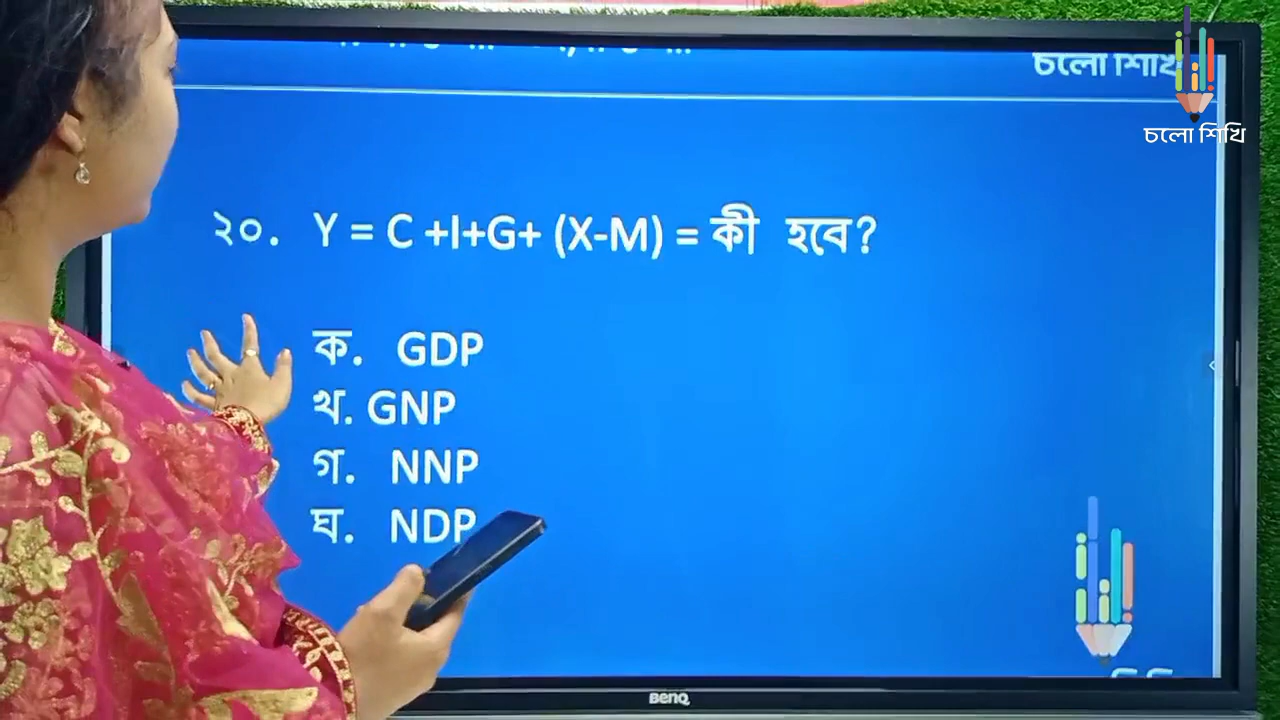 চলো শিখি
চলো শিখি
২০. Y = C +I+G+ (X-M) = কী হবে?
ক. GDP
খ. GNP
গ. NNP
ঘ. NDP
BenQ